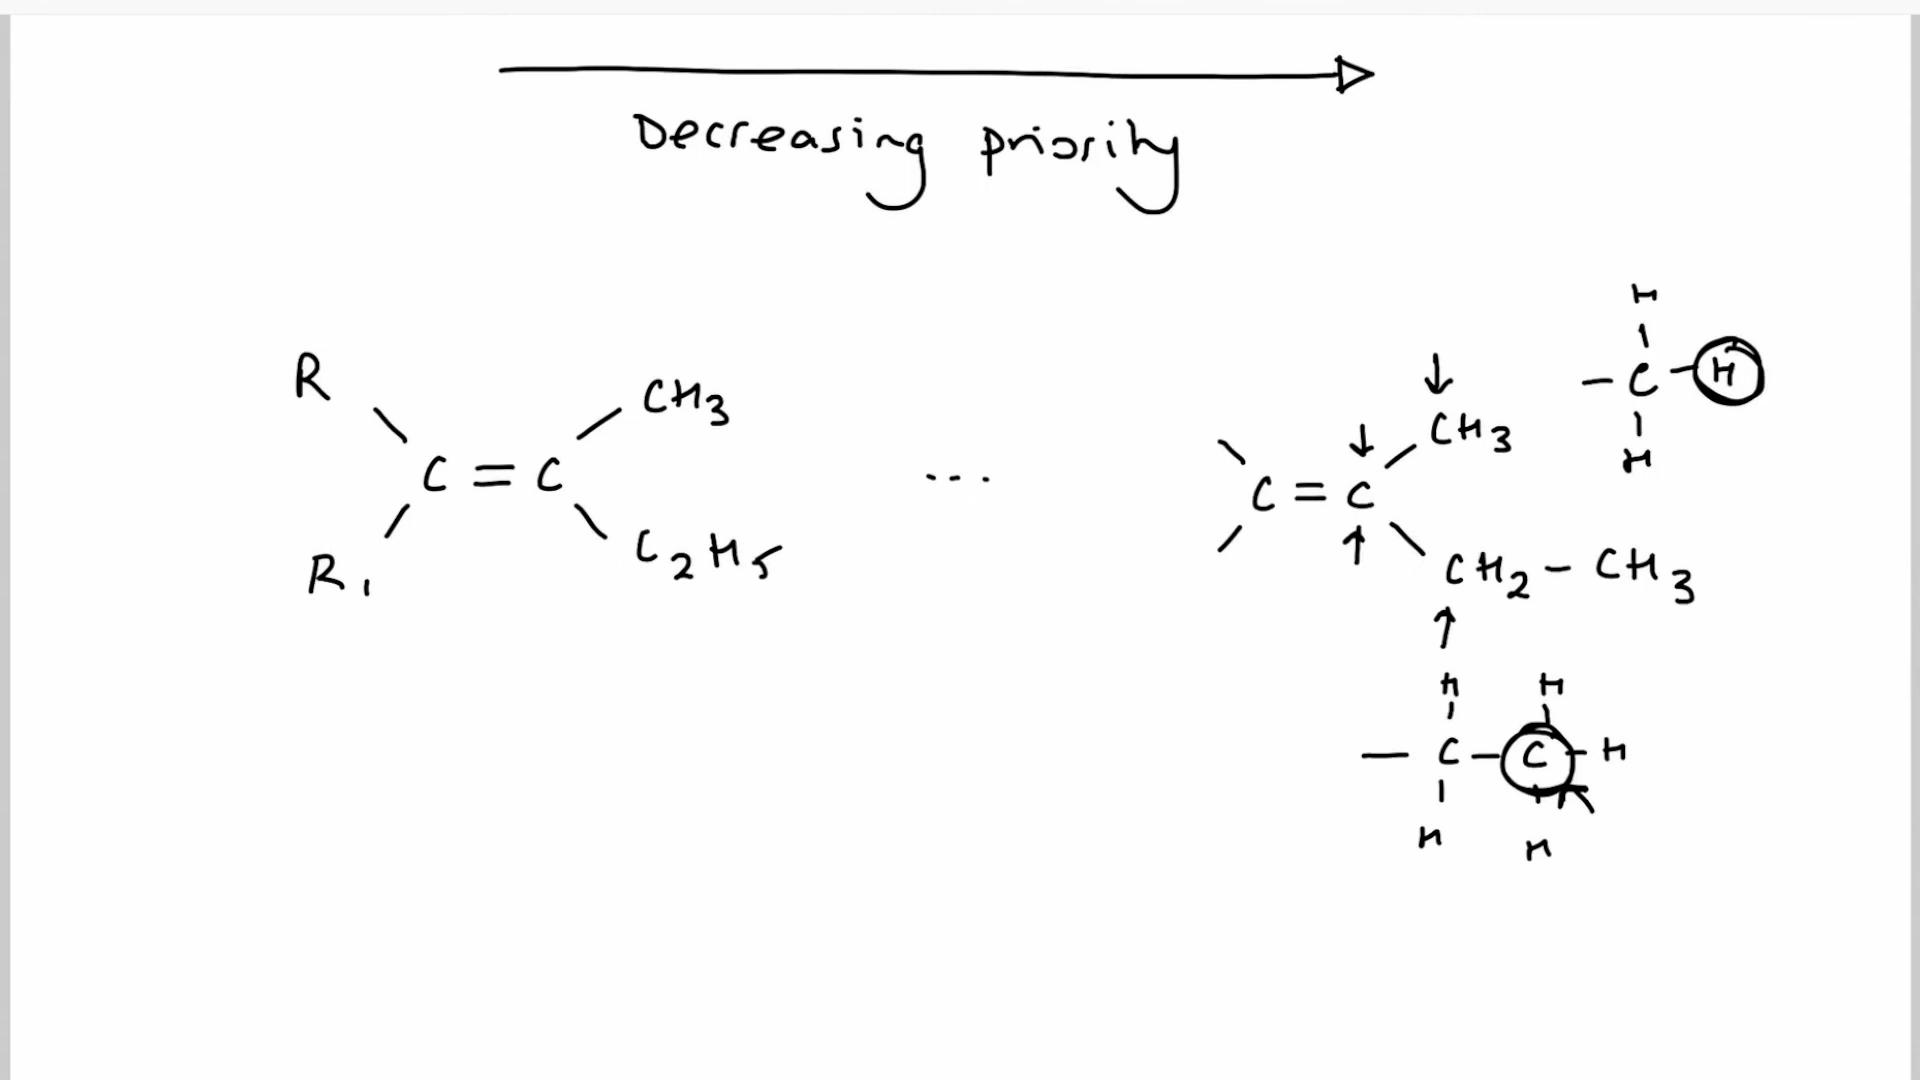 Decreasing priority
R
CH3
C = C
R1
C2H5
...
CH3
C = C
CH2 - CH3
H
- C - H
H
H H
- C - C - H
H H